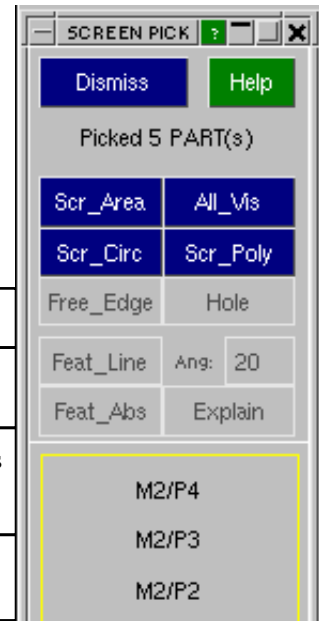 SCREEN PICK ?
Dismiss Help
Picked 5 PART(s)
Scr_Area All_Vis
Scr_Circ Scr_Poly
Free_Edge Hole
Feat_Line Ang: 20
Feat_Abs Explain
s
M2/P4
M2/P3
M2/P2